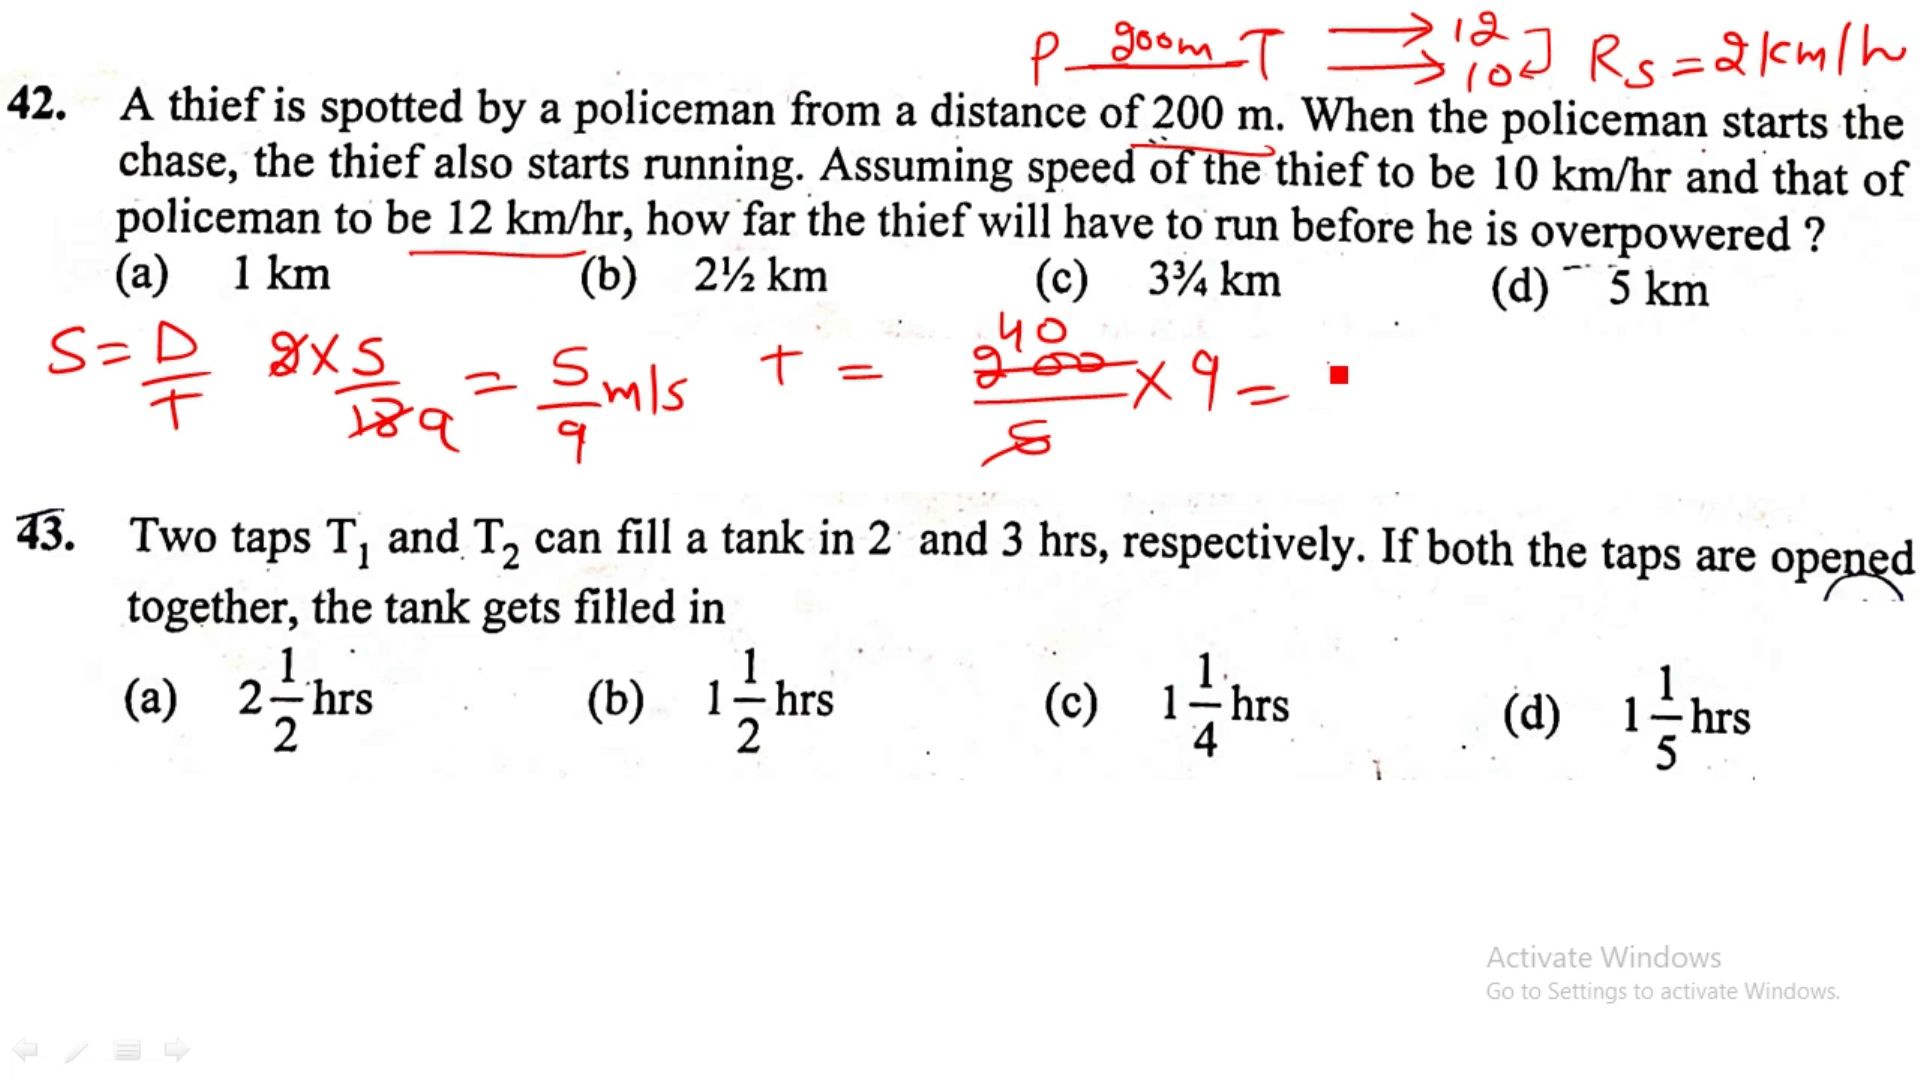 P 200m T → 12
→ 10 Rs = 2 km/h
42. A thief is spotted by a policeman from a distance of 200 m. When the policeman starts the
chase, the thief also starts running. Assuming speed of the thief to be 10 km/hr and that of
policeman to be 12 km/hr, how far the thief will have to run before he is overpowered ?
(a) 1 km (b) 2½ km (c) 3¾ km (d) 5 km
S = D/T 2 x 5/18 9 = 5/9 m/s T = 200/5 40 x 9 =
43. Two taps T₁ and T₂ can fill a tank in 2 and 3 hrs, respectively. If both the taps are opened
together, the tank gets filled in
(a) 2 1/2 hrs (b) 1 1/2 hrs (c) 1 1/4 hrs (d) 1 1/5 hrs
Activate Windows
Go to Settings to activate Windows.